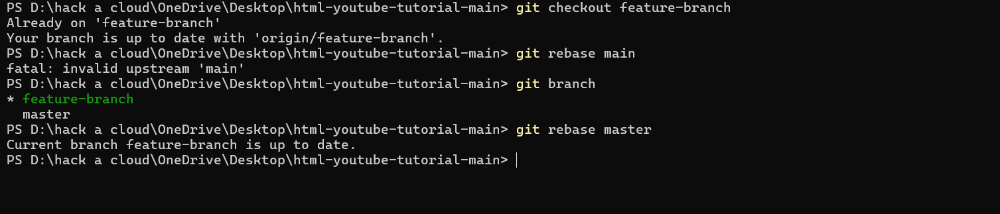 PS D:\hack a cloud\OneDrive\Desktop\html-youtube-tutorial-main> git checkout feature-branch
Already on 'feature-branch'
Your branch is up to date with 'origin/feature-branch'.
PS D:\hack a cloud\OneDrive\Desktop\html-youtube-tutorial-main> git rebase main
fatal: invalid upstream 'main'
PS D:\hack a cloud\OneDrive\Desktop\html-youtube-tutorial-main> git branch
* feature-branch
  master
PS D:\hack a cloud\OneDrive\Desktop\html-youtube-tutorial-main> git rebase master
Current branch feature-branch is up to date.
PS D:\hack a cloud\OneDrive\Desktop\html-youtube-tutorial-main>